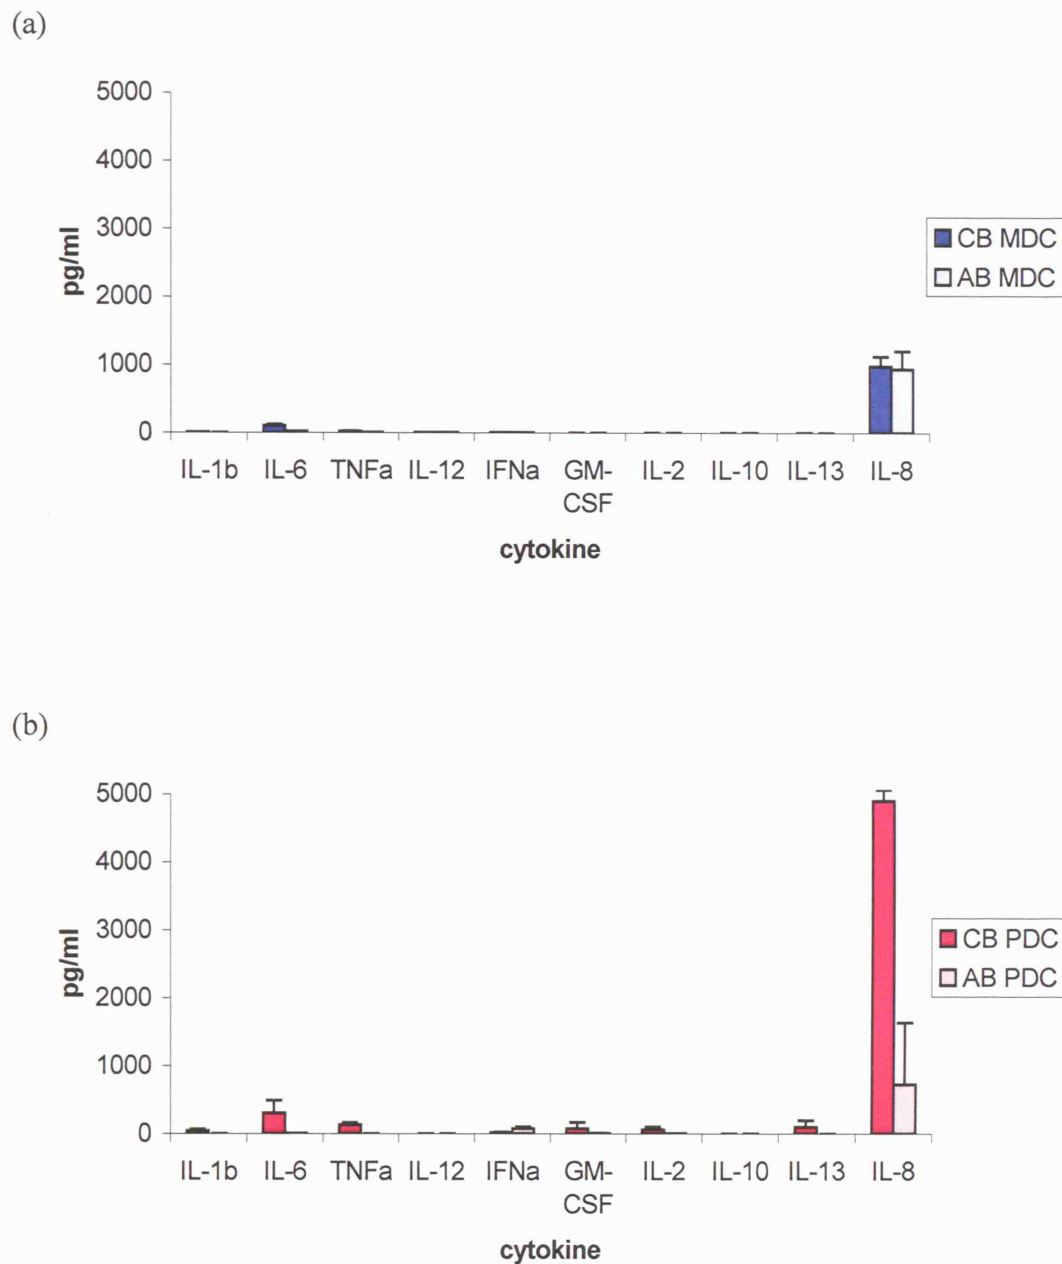 (a)
5000
4000
3000
2000
1000
0
pg/ml
CB MDC
AB MDC
IL-1b IL-6 TNFa IL-12 IFNa GM- IL-2 IL-10 IL-13 IL-8
CSF
cytokine
(b)
5000
4000
3000
2000
1000
0
pg/ml
CB PDC
AB PDC
IL-1b IL-6 TNFa IL-12 IFNa GM- IL-2 IL-10 IL-13 IL-8
CSF
cytokine